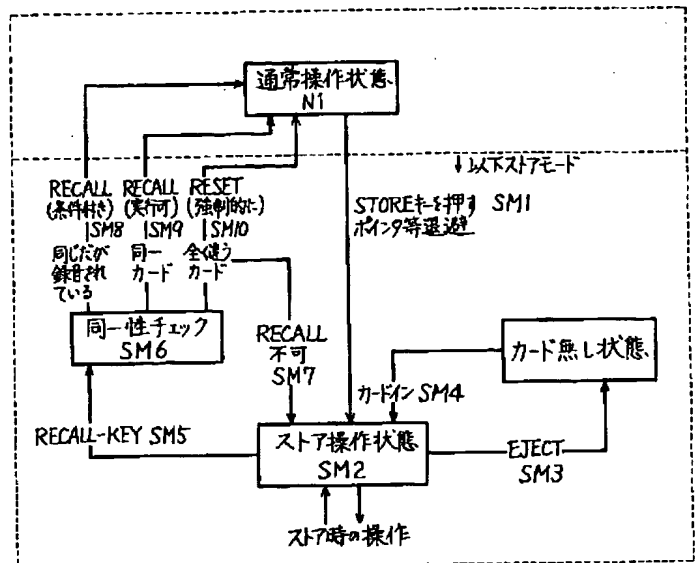 通常操作状態
N1
↓以下ストアモード
RECALL
(条件付き)
SM8
同じだが
録音され
ている
RECALL
(実行可)
SM9
同一
カード
RESET
(強制的に)
SM10
全く違う
カード
STOREキーを押す SM1
ポインタ等退避
同一性チェック
SM6
RECALL
不可
SM7
カード無し状態
カードイン SM4
RECALL-KEY SM5
ストア操作状態
SM2
EJECT
SM3
ストア時の操作